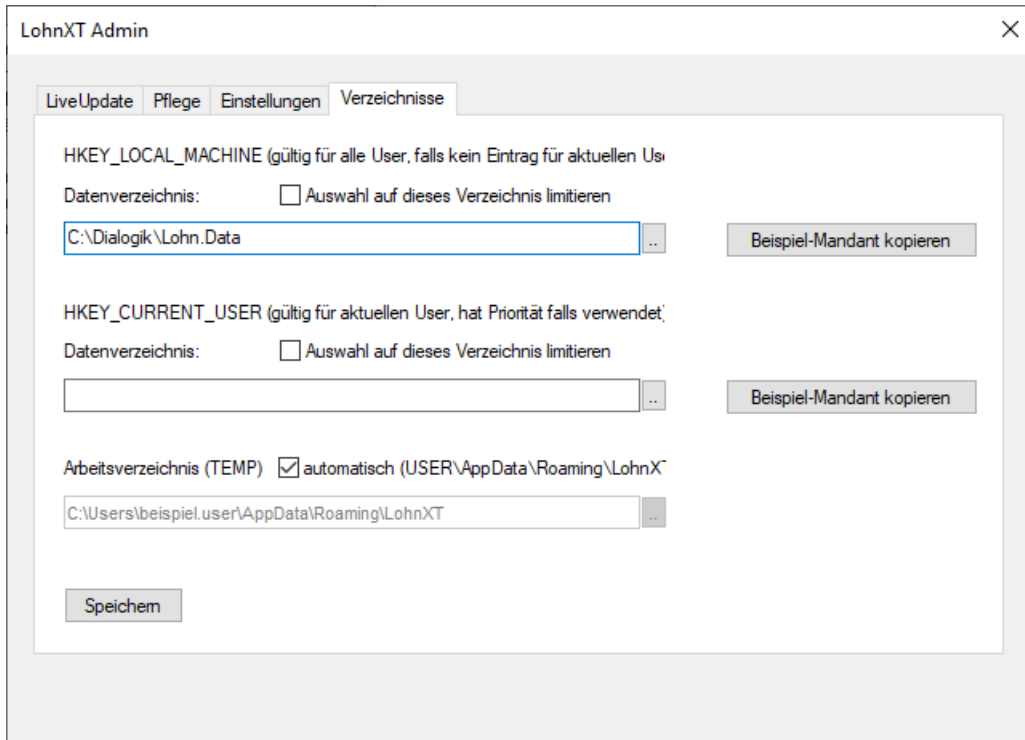 LohnXT Admin
LiveUpdate Pflege Einstellungen Verzeichnisse
HKEY_LOCAL_MACHINE (gültig für alle User, falls kein Eintrag für aktuellen Use
Datenverzeichnis: Auswahl auf dieses Verzeichnis limitieren
C:\Dialogik\Lohn.Data .. Beispiel-Mandant kopieren
HKEY_CURRENT_USER (gültig für aktuellen User, hat Priorität falls verwendet)
Datenverzeichnis: Auswahl auf dieses Verzeichnis limitieren
.. Beispiel-Mandant kopieren
Arbeitsverzeichnis (TEMP) automatisch (USER\AppData\Roaming\LohnXT
C:\Users\beispiel.user\AppData\Roaming\LohnXT ..
Speichern